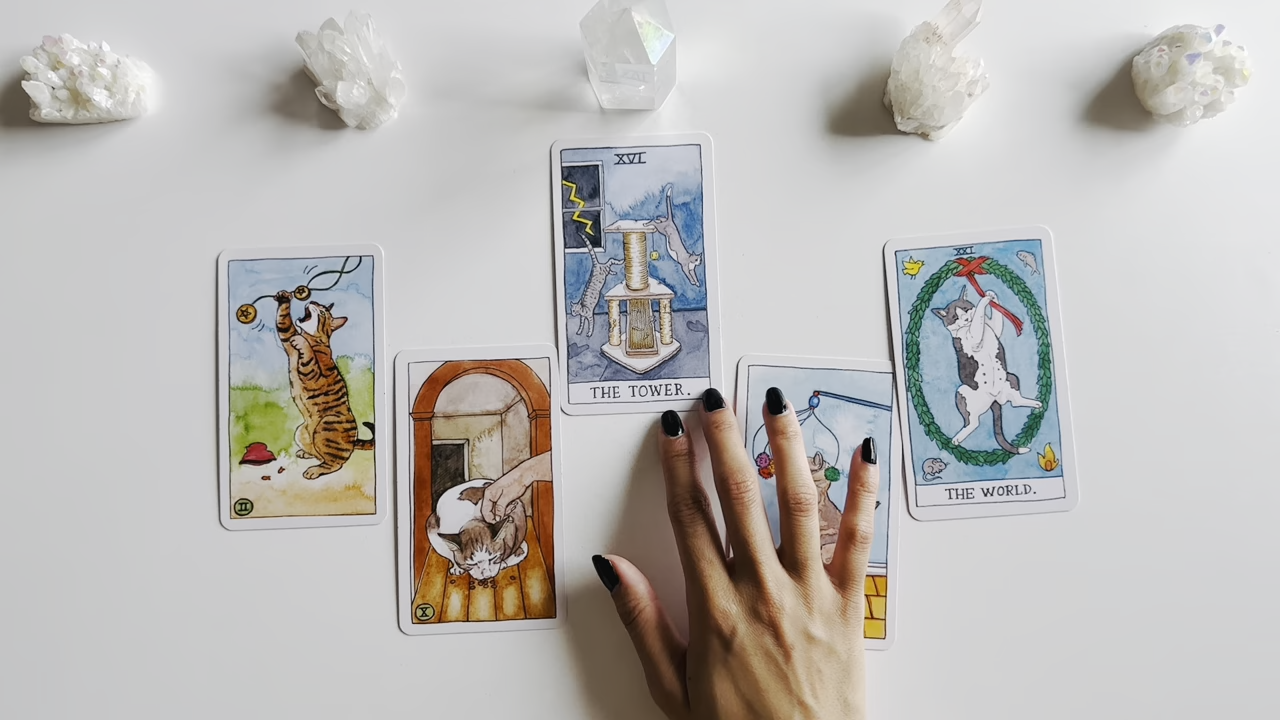 XVI
THE TOWER.
XXI
THE WORLD.
II
X